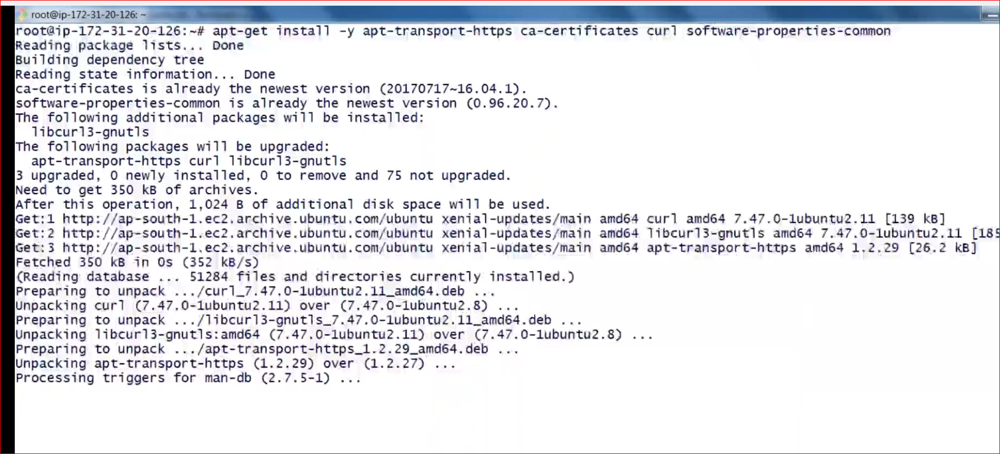 root@ip-172-31-20-126: ~
root@ip-172-31-20-126:~# apt-get install -y apt-transport-https ca-certificates curl software-properties-common
Reading package lists... Done
Building dependency tree
Reading state information... Done
ca-certificates is already the newest version (20170717~16.04.1).
software-properties-common is already the newest version (0.96.20.7).
The following additional packages will be installed:
  libcurl3-gnutls
The following packages will be upgraded:
  apt-transport-https curl libcurl3-gnutls
3 upgraded, 0 newly installed, 0 to remove and 75 not upgraded.
Need to get 350 kB of archives.
After this operation, 1,024 B of additional disk space will be used.
Get:1 http://ap-south-1.ec2.archive.ubuntu.com/ubuntu xenial-updates/main amd64 curl amd64 7.47.0-1ubuntu2.11 [139 kB]
Get:2 http://ap-south-1.ec2.archive.ubuntu.com/ubuntu xenial-updates/main amd64 libcurl3-gnutls amd64 7.47.0-1ubuntu2.11 [185
Get:3 http://ap-south-1.ec2.archive.ubuntu.com/ubuntu xenial-updates/main amd64 apt-transport-https amd64 1.2.29 [26.2 kB]
Fetched 350 kB in 0s (352 kB/s)
(Reading database ... 51284 files and directories currently installed.)
Preparing to unpack .../curl_7.47.0-1ubuntu2.11_amd64.deb ...
Unpacking curl (7.47.0-1ubuntu2.11) over (7.47.0-1ubuntu2.8) ...
Preparing to unpack .../libcurl3-gnutls_7.47.0-1ubuntu2.11_amd64.deb ...
Unpacking libcurl3-gnutls:amd64 (7.47.0-1ubuntu2.11) over (7.47.0-1ubuntu2.8) ...
Preparing to unpack .../apt-transport-https_1.2.29_amd64.deb ...
Unpacking apt-transport-https (1.2.29) over (1.2.27) ...
Processing triggers for man-db (2.7.5-1) ...